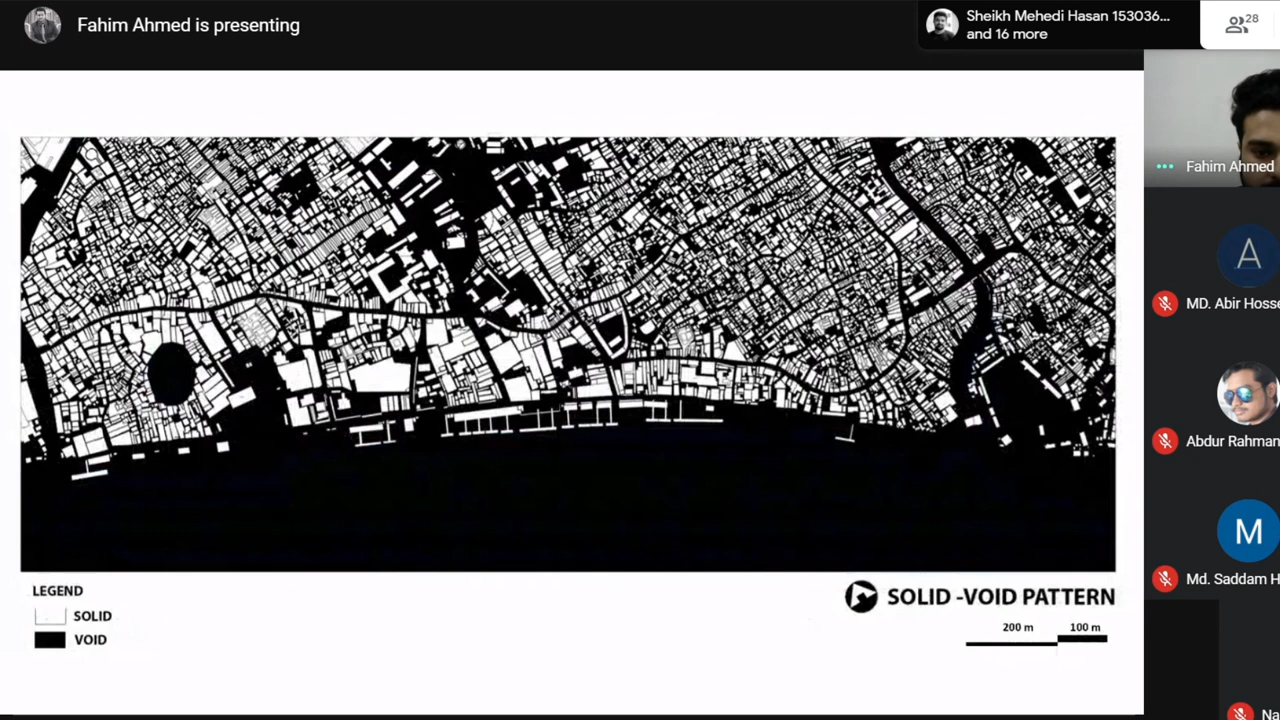 Fahim Ahmed is presenting
Sheikh Mehedi Hasan 153036...
and 16 more
28
Fahim Ahmed
A
MD. Abir Hosse
Abdur Rahman
M
Md. Saddam H
Na
LEGEND
SOLID
VOID
SOLID -VOID PATTERN
200 m 100 m